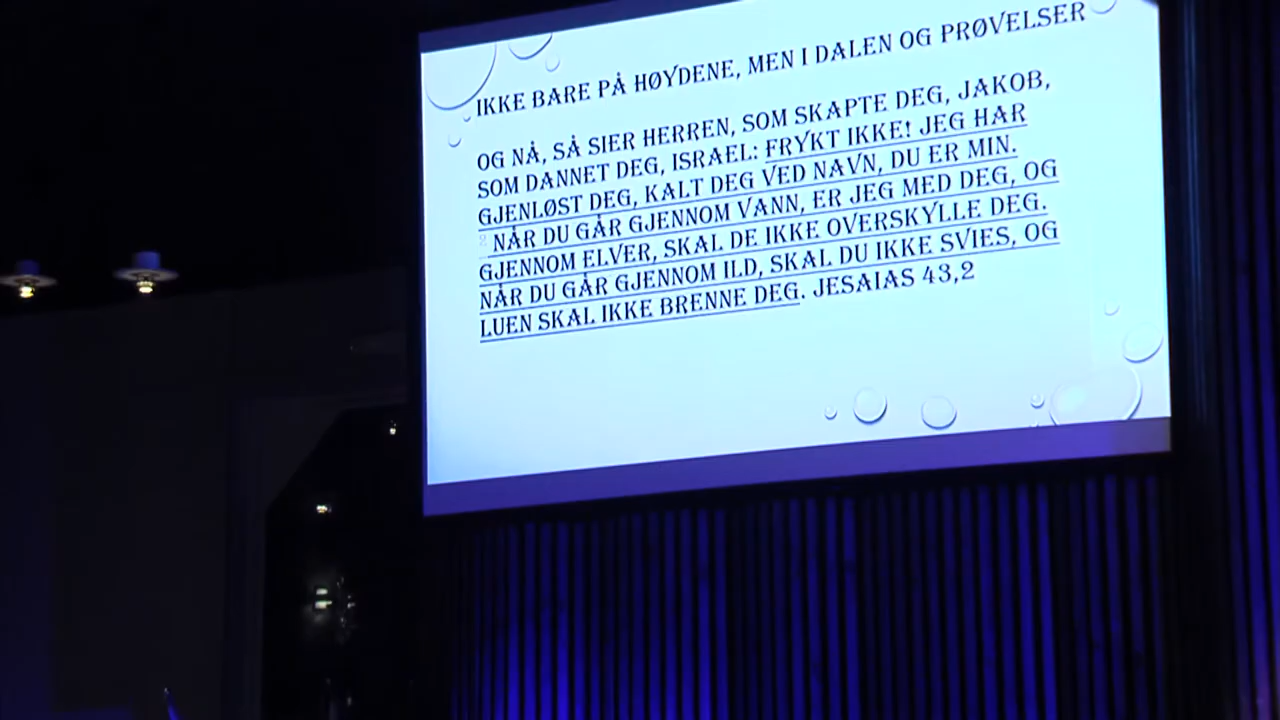 IKKE BARE PÅ HØYDENE, MEN I DALEN OG PRØVELSER
OG NÅ, SÅ SIER HERREN, SOM SKAPTE DEG, JAKOB,
SOM DANNET DEG, ISRAEL: FRYKT IKKE! JEG HAR
GJENLØST DEG, KALT DEG VED NAVN, DU ER MIN.
2 NÅR DU GÅR GJENNOM VANN, ER JEG MED DEG, OG
GJENNOM ELVER, SKAL DE IKKE OVERSKYLLE DEG.
NÅR DU GÅR GJENNOM ILD, SKAL DU IKKE SVIES, OG
LUEN SKAL IKKE BRENNE DEG. JESAIAS 43,2